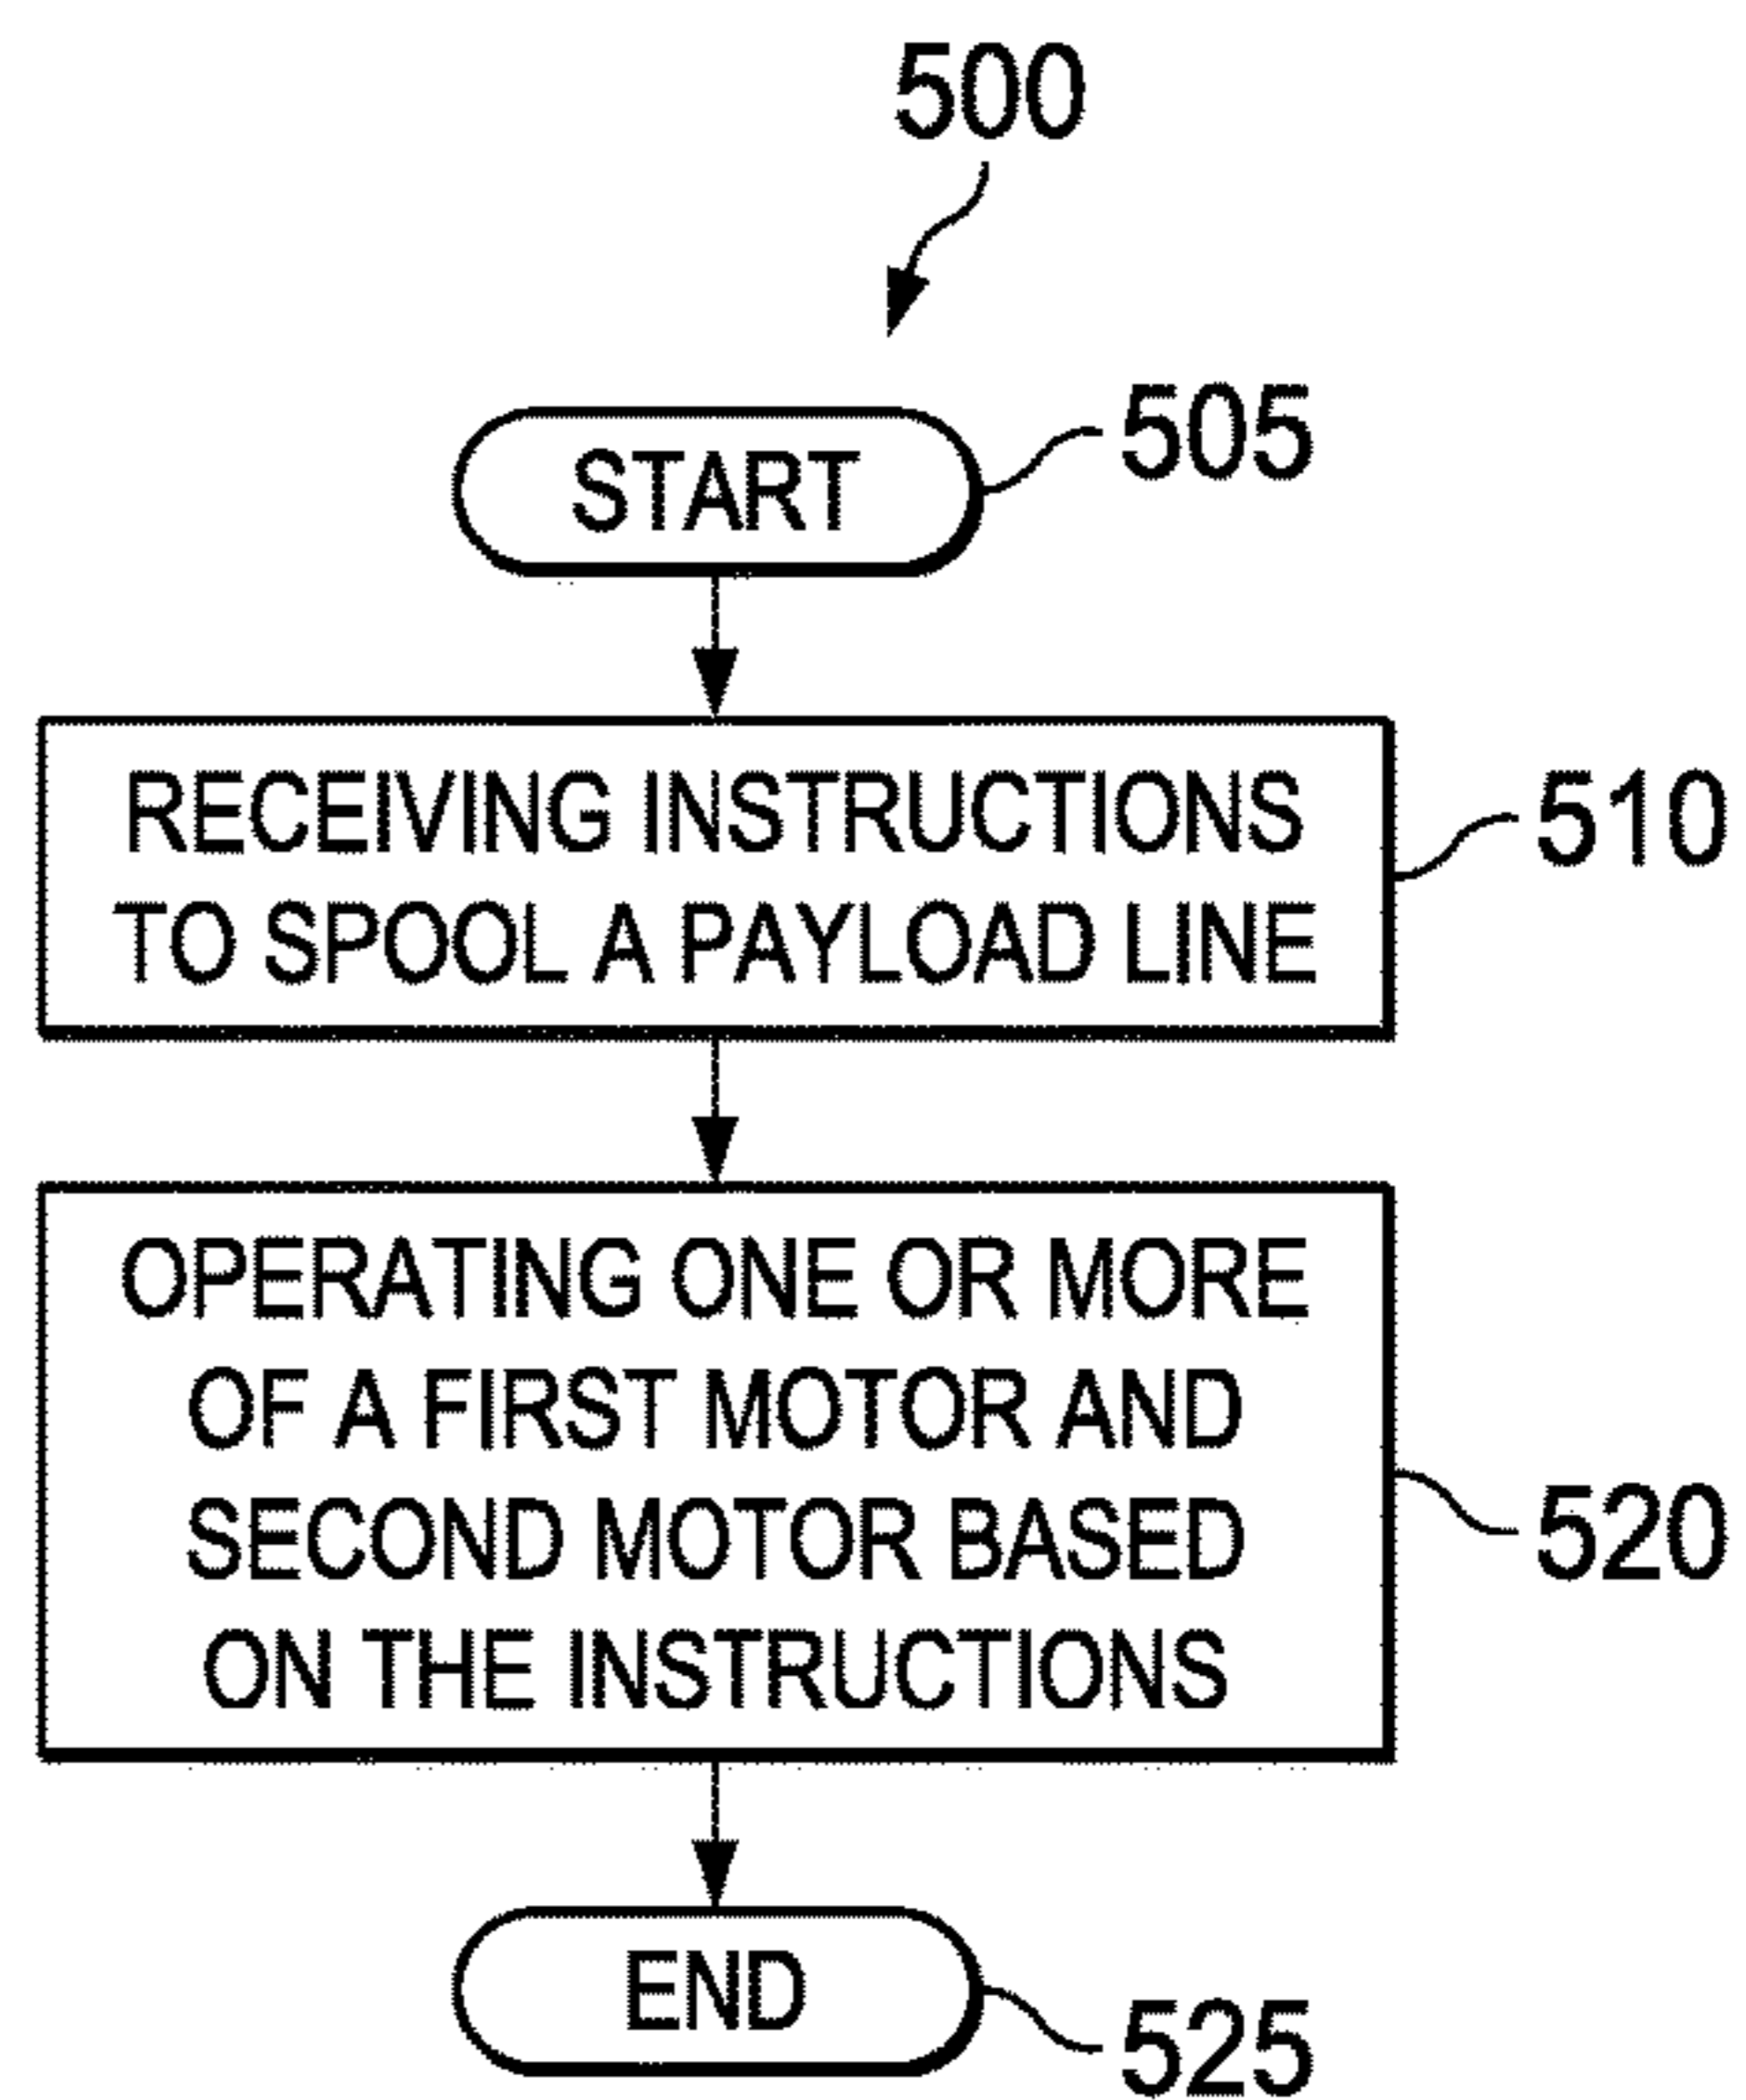 500
START
505
RECEIVING INSTRUCTIONS
TO SPOOL A PAYLOAD LINE
510
OPERATING ONE OR MORE
OF A FIRST MOTOR AND
SECOND MOTOR BASED
ON THE INSTRUCTIONS
520
END
525